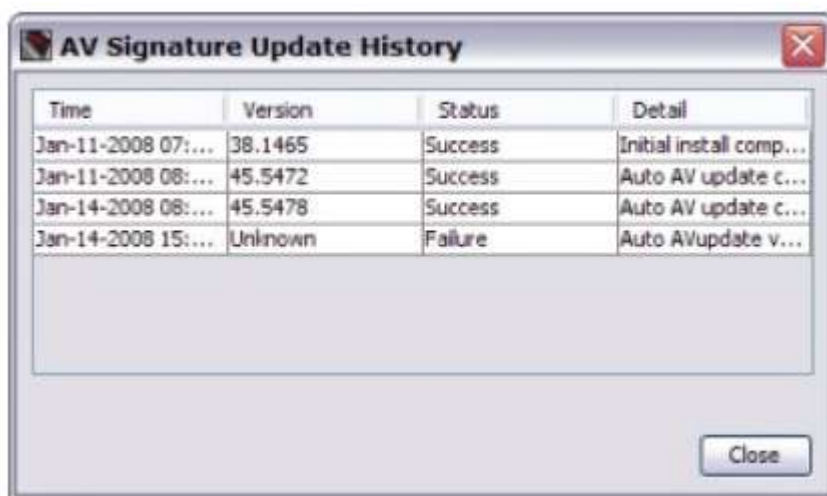 AV Signature Update History
Time Version Status Detail
Jan-11-2008 07:... 38.1465 Success Initial install comp...
Jan-11-2008 08:... 45.5472 Success Auto AV update c...
Jan-14-2008 08:... 45.5478 Success Auto AV update c...
Jan-14-2008 15:... Unknown Failure Auto AVupdate v...
Close